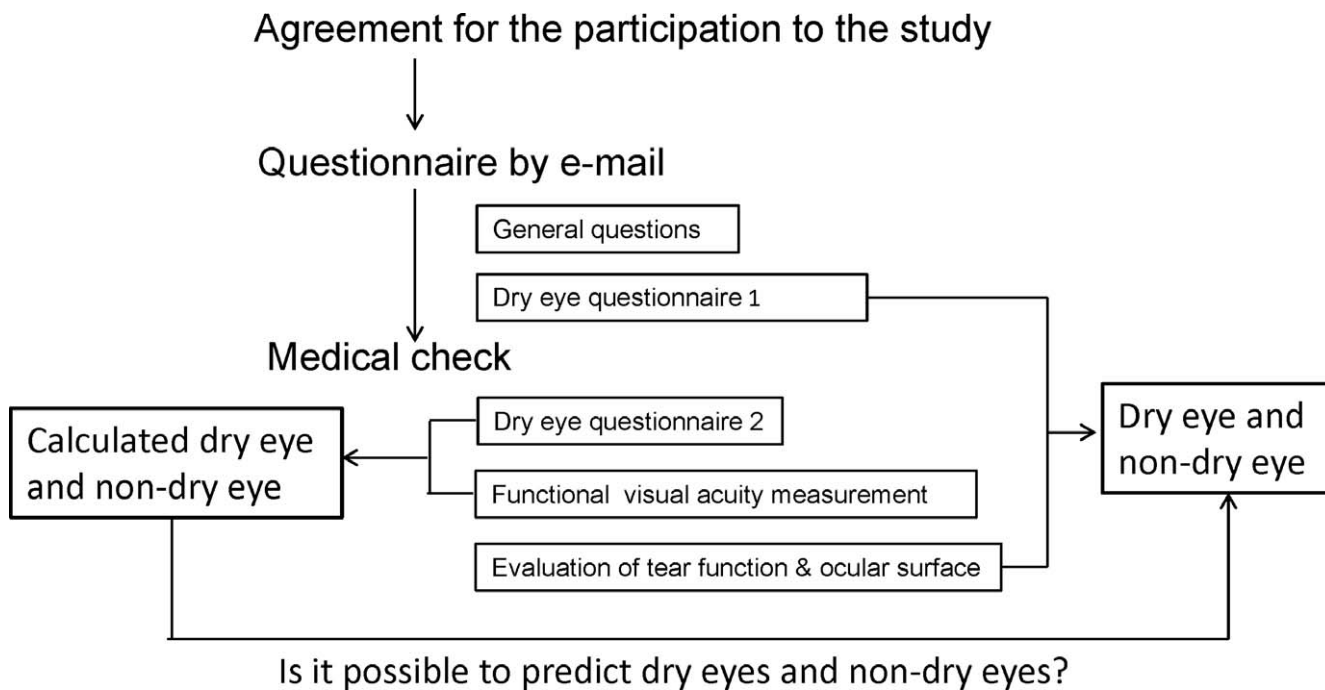 Agreement for the participation to the study
Questionnaire by e-mail
General questions
Dry eye questionnaire 1
Medical check
Dry eye questionnaire 2
Calculated dry eye
and non-dry eye
Functional visual acuity measurement
Evaluation of tear function & ocular surface
Dry eye and
non-dry eye
Is it possible to predict dry eyes and non-dry eyes?